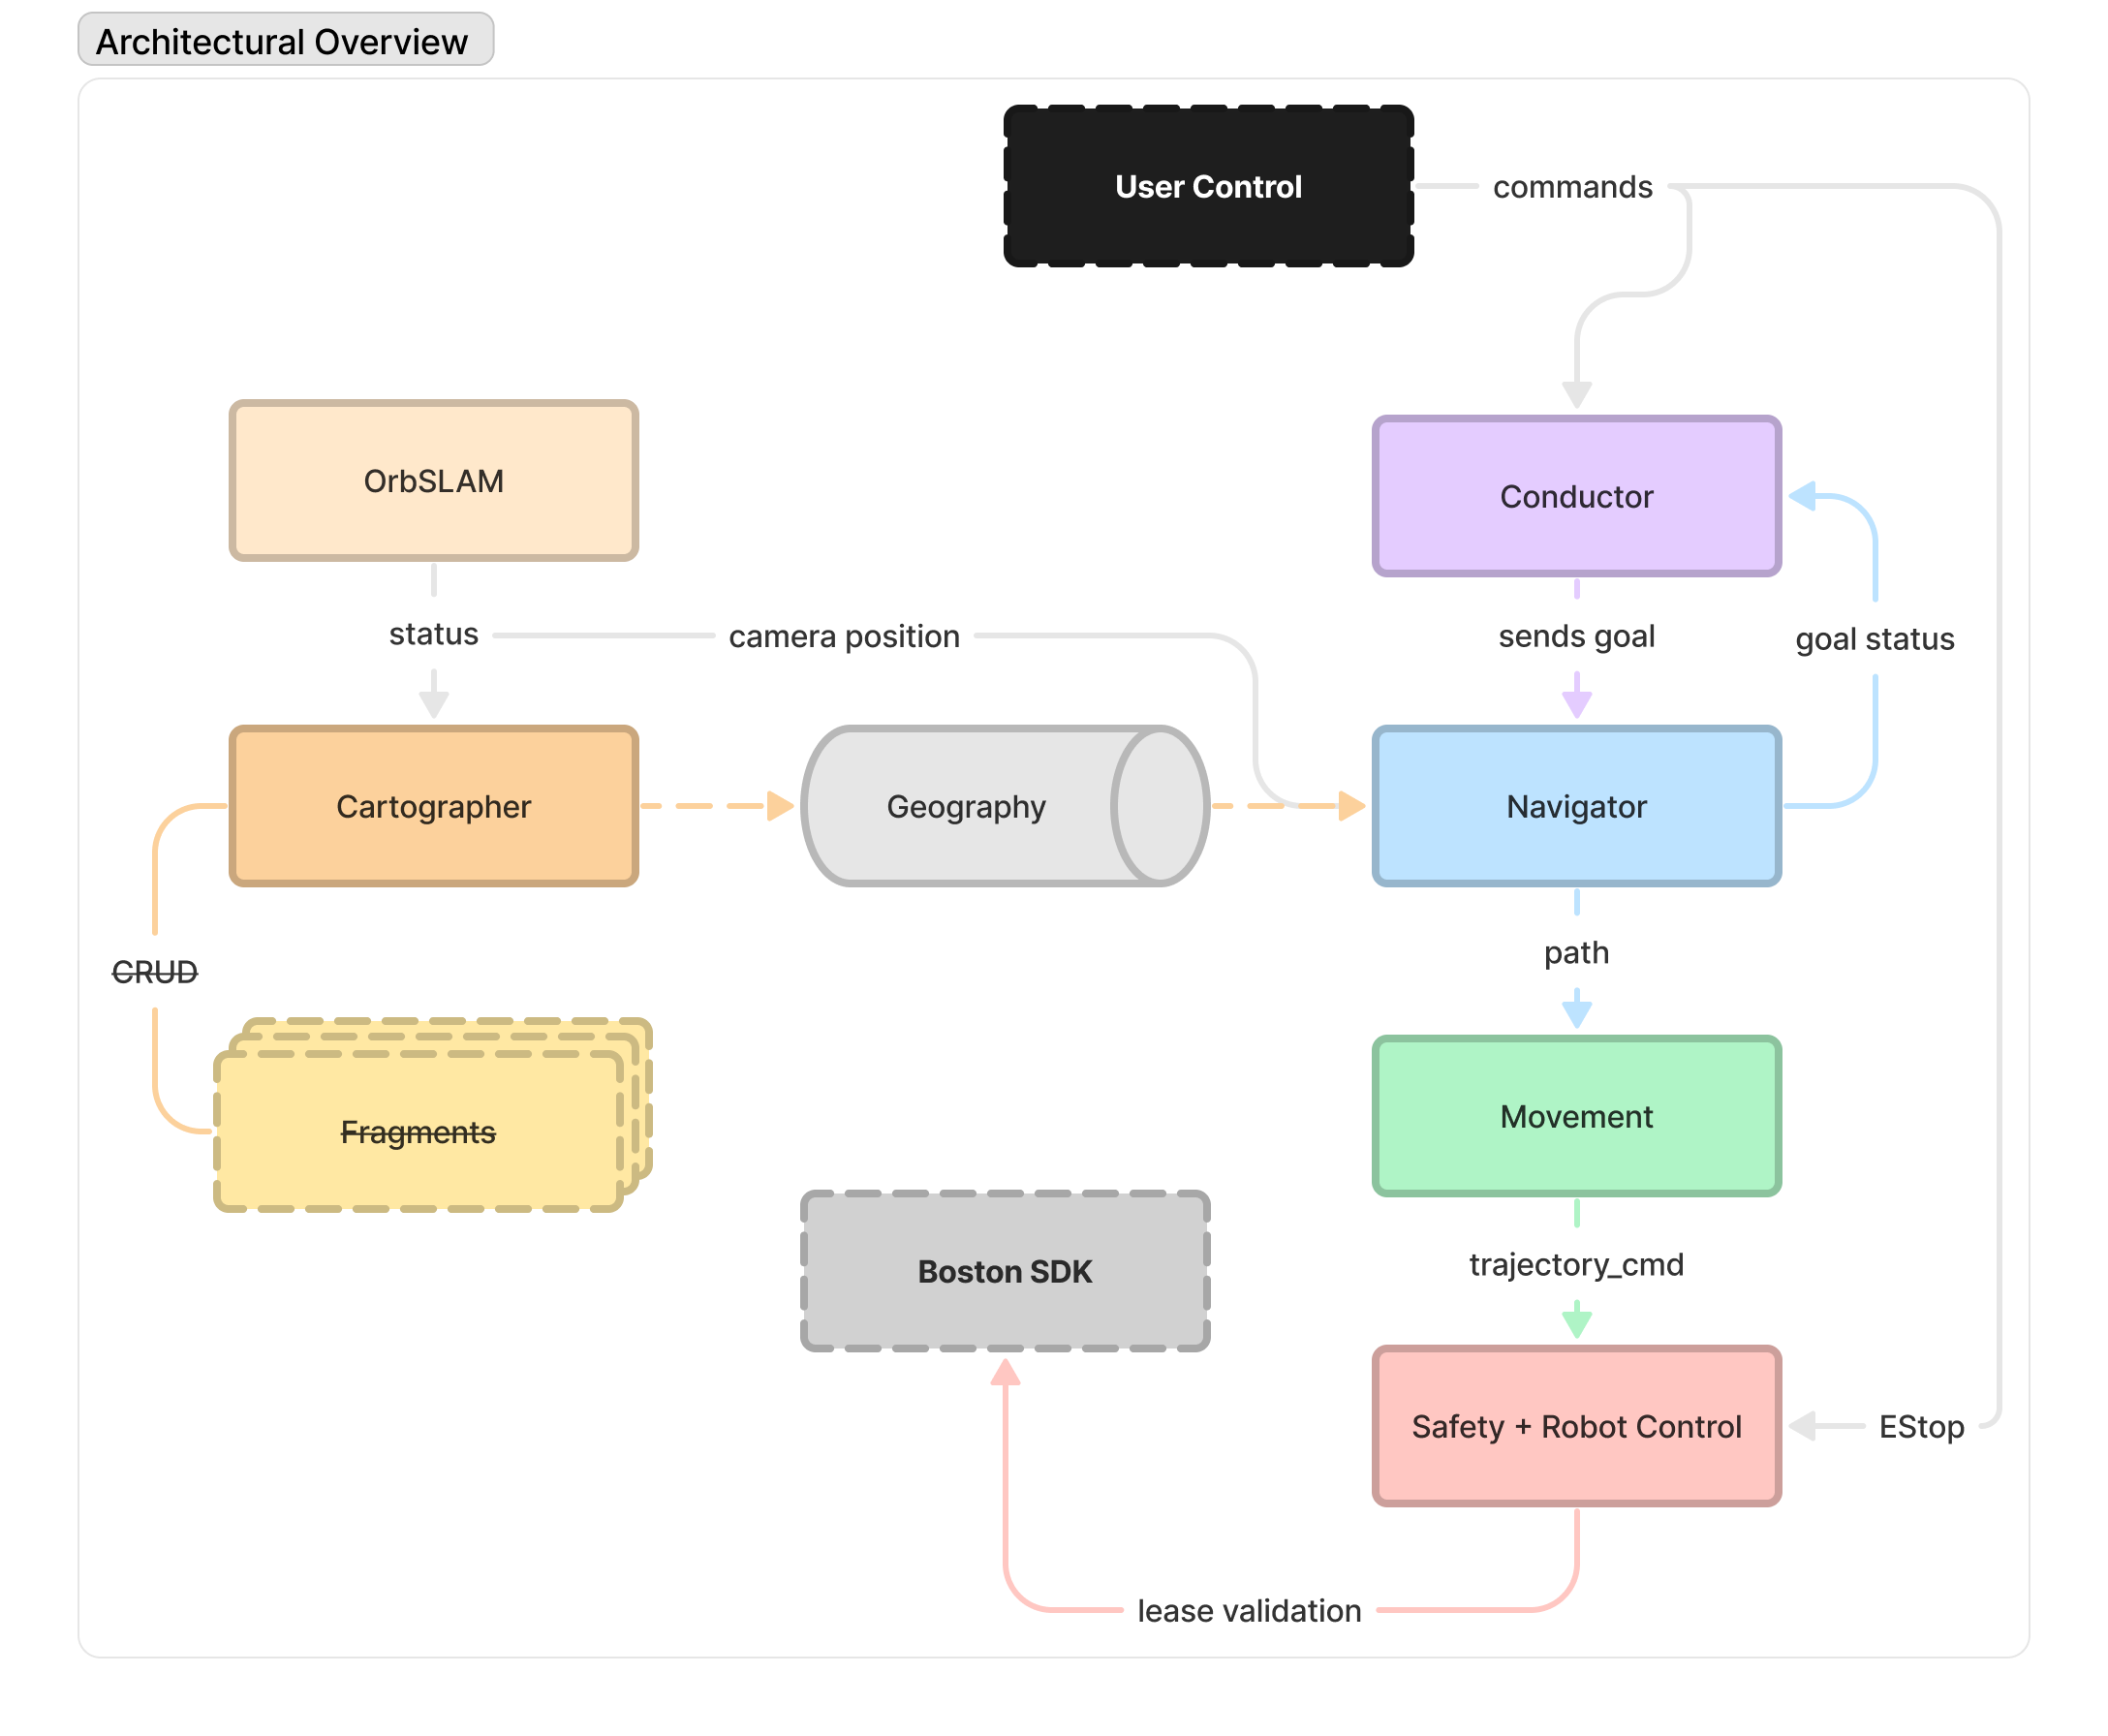 Architectural Overview
User Control
commands
OrbSLAM
Conductor
status
camera position
sends goal
goal status
Cartographer
Geography
Navigator
CRUD
path
Fragments
Movement
Boston SDK
trajectory_cmd
Safety + Robot Control
EStop
lease validation